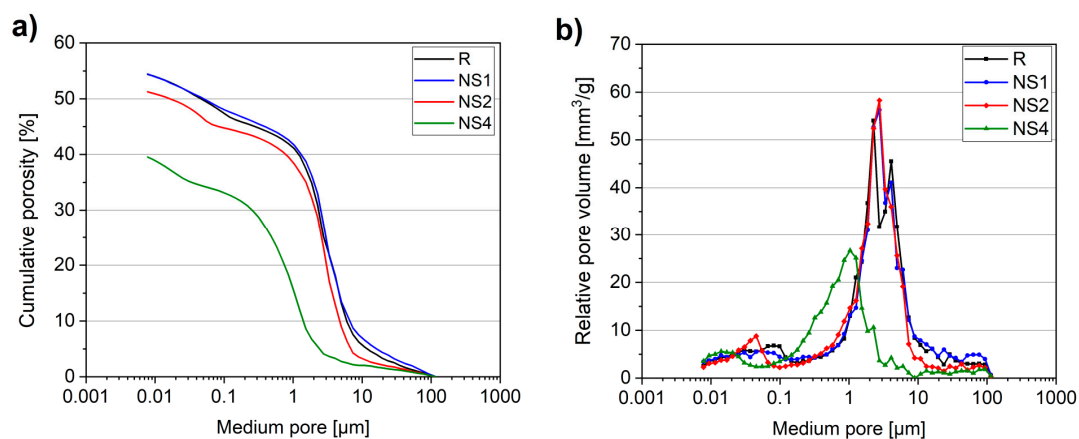 a)
60
50
40
30
20
10
0
Cumulative porosity [%]
0.001 0.01 0.1 1 10 100 1000
Medium pore [µm]
R
NS1
NS2
NS4
b)
70
60
50
40
30
20
10
0
Relative pore volume [mm³/g]
0.001 0.01 0.1 1 10 100 1000
Medium pore [µm]
R
NS1
NS2
NS4